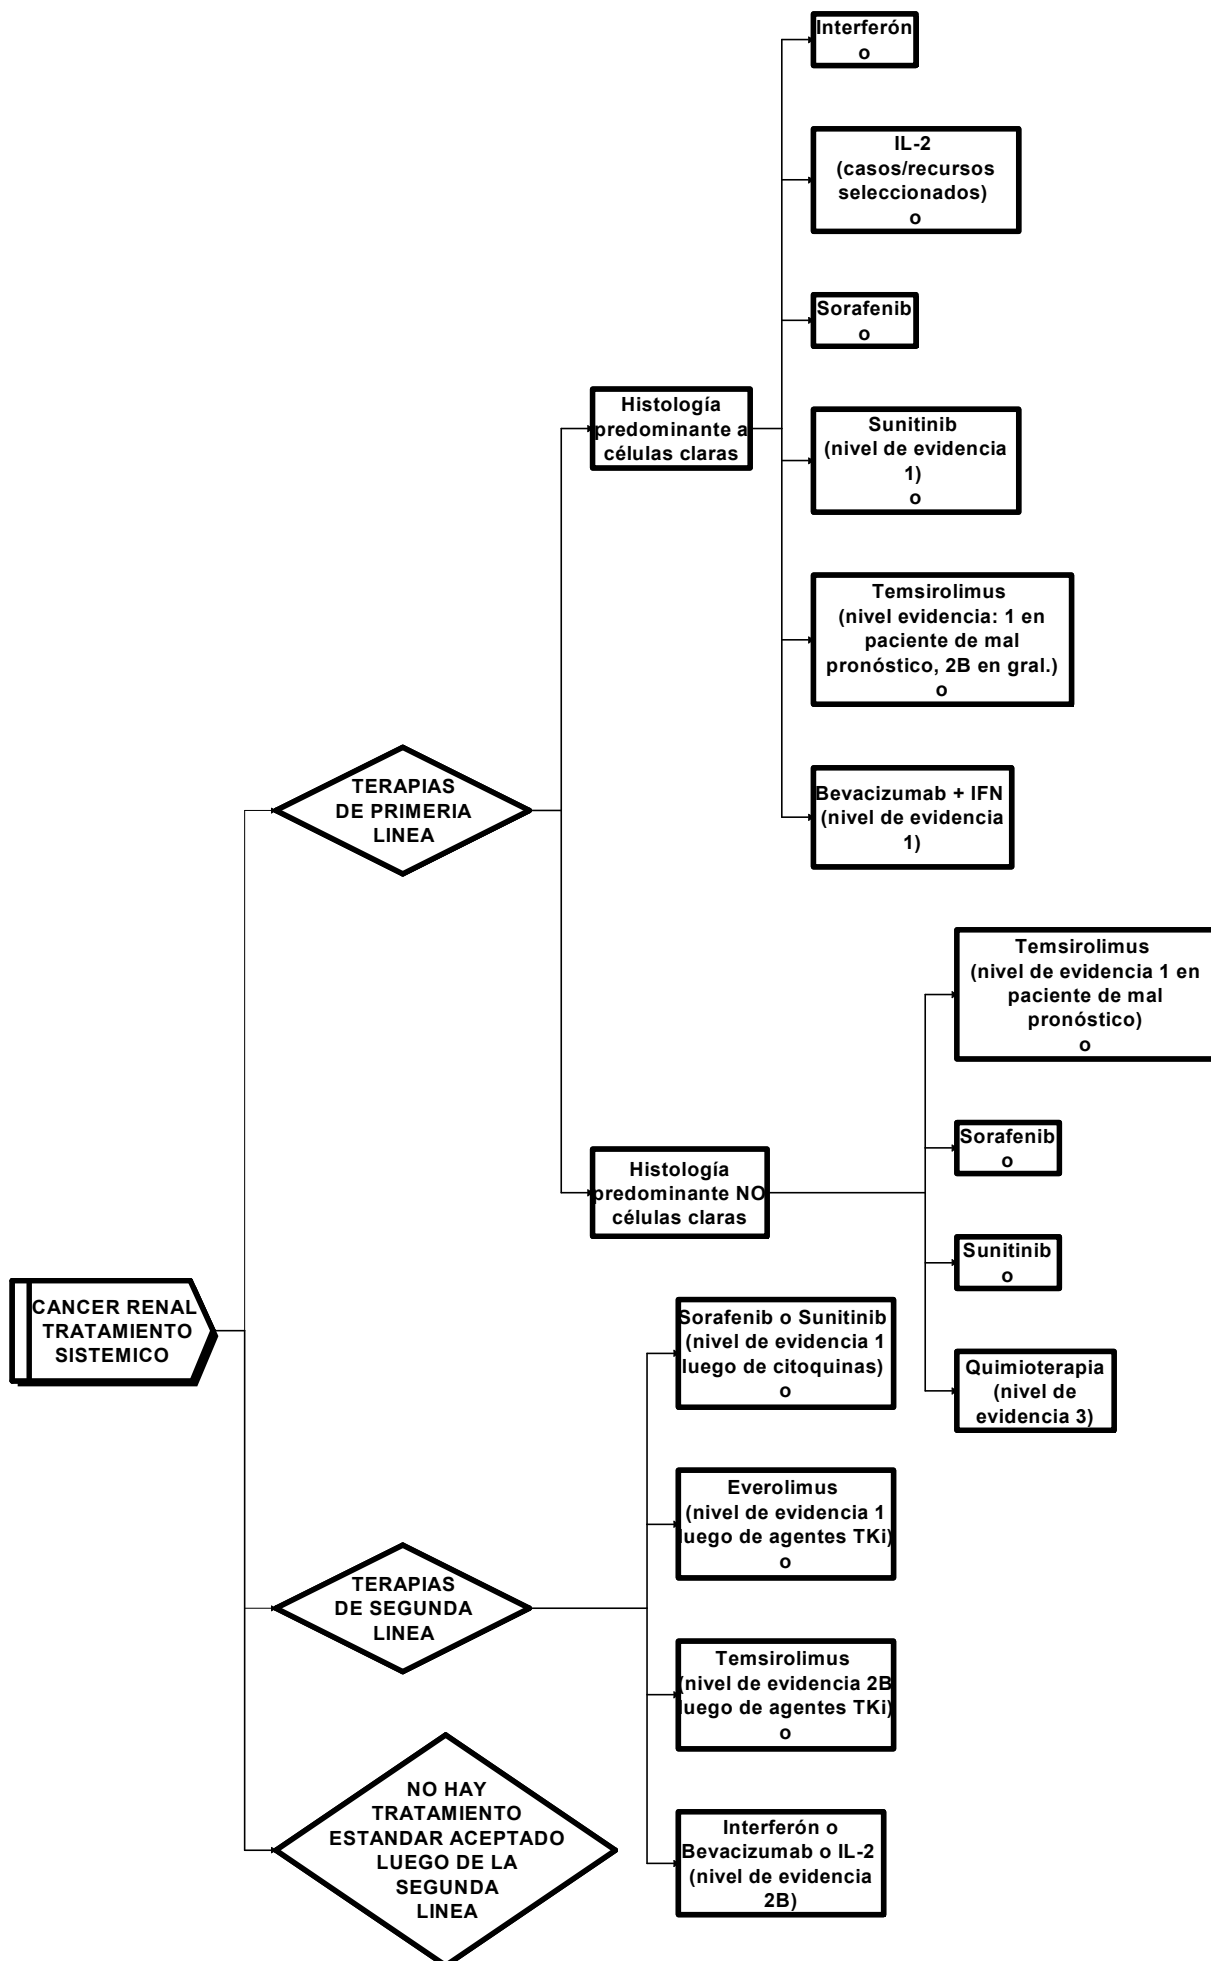 Interferón
o
IL-2
(casos/recursos
seleccionados)
o
Sorafenib
o
Histología
predominante a
células claras
Sunitinib
(nivel de evidencia
1)
o
Temsirolimus
(nivel evidencia: 1 en
paciente de mal
pronóstico, 2B en gral.)
o
TERAPIAS
DE PRIMERIA
LINEA
Bevacizumab + IFN
(nivel de evidencia
1)
Temsirolimus
(nivel de evidencia 1 en
paciente de mal
pronóstico)
o
Sorafenib
o
Histología
predominante NO
células claras
Sunitinib
o
CANCER RENAL
TRATAMIENTO
SISTEMICO
Sorafenib o Sunitinib
(nivel de evidencia 1
luego de citoquinas)
o
Quimioterapia
(nivel de
evidencia 3)
Everolimus
(nivel de evidencia 1
luego de agentes TKi)
o
TERAPIAS
DE SEGUNDA
LINEA
Temsirolimus
(nivel de evidencia 2B
luego de agentes TKi)
o
NO HAY
TRATAMIENTO
ESTANDAR ACEPTADO
LUEGO DE LA
SEGUNDA
LINEA
Interferón o
Bevacizumab o IL-2
(nivel de evidencia
2B)